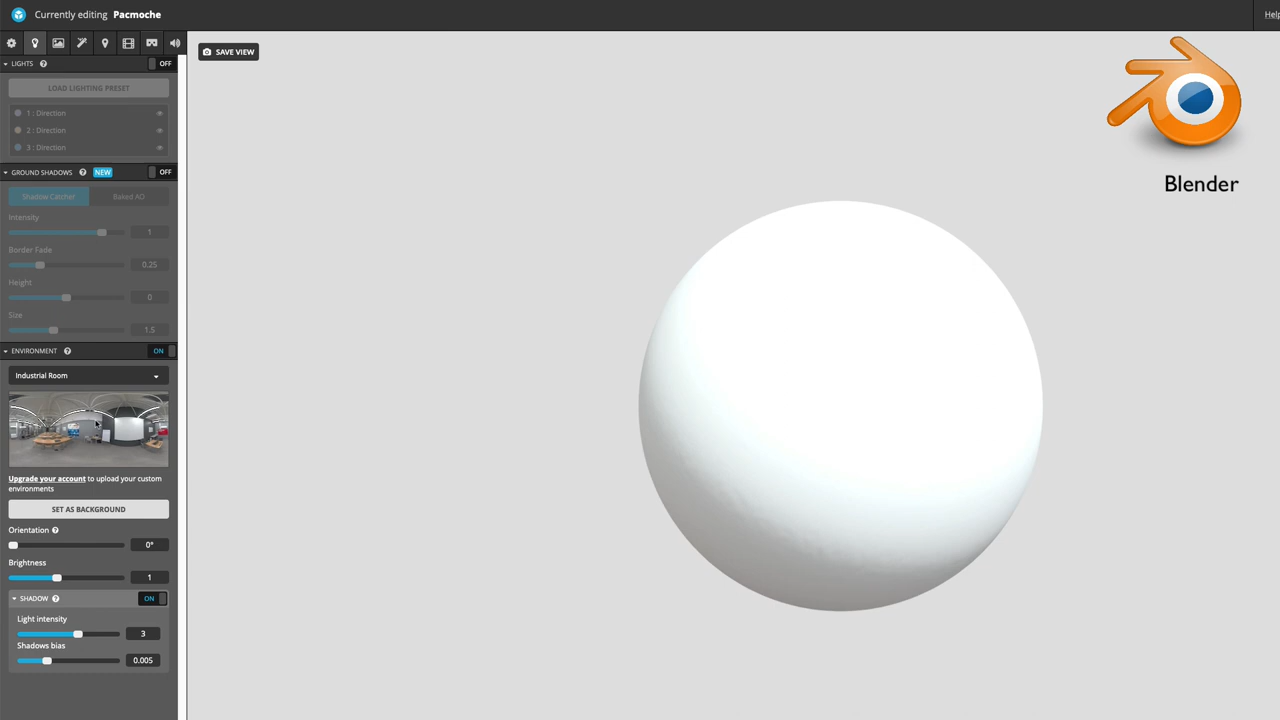 Currently editing Pacmoche
Help
SAVE VIEW
LIGHTS ? OFF
LOAD LIGHTING PRESET
1 : Direction
2 : Direction
3 : Direction
GROUND SHADOWS ? NEW OFF
Shadow Catcher Baked AO
Intensity
1
Border Fade
0.25
Height
0
Size
1.5
ENVIRONMENT ? ON
Industrial Room
Upgrade your account to upload your custom
environments
SET AS BACKGROUND
Orientation ?
0°
Brightness
1
SHADOW ? ON
Light intensity
3
Shadows bias
0.005
Blender